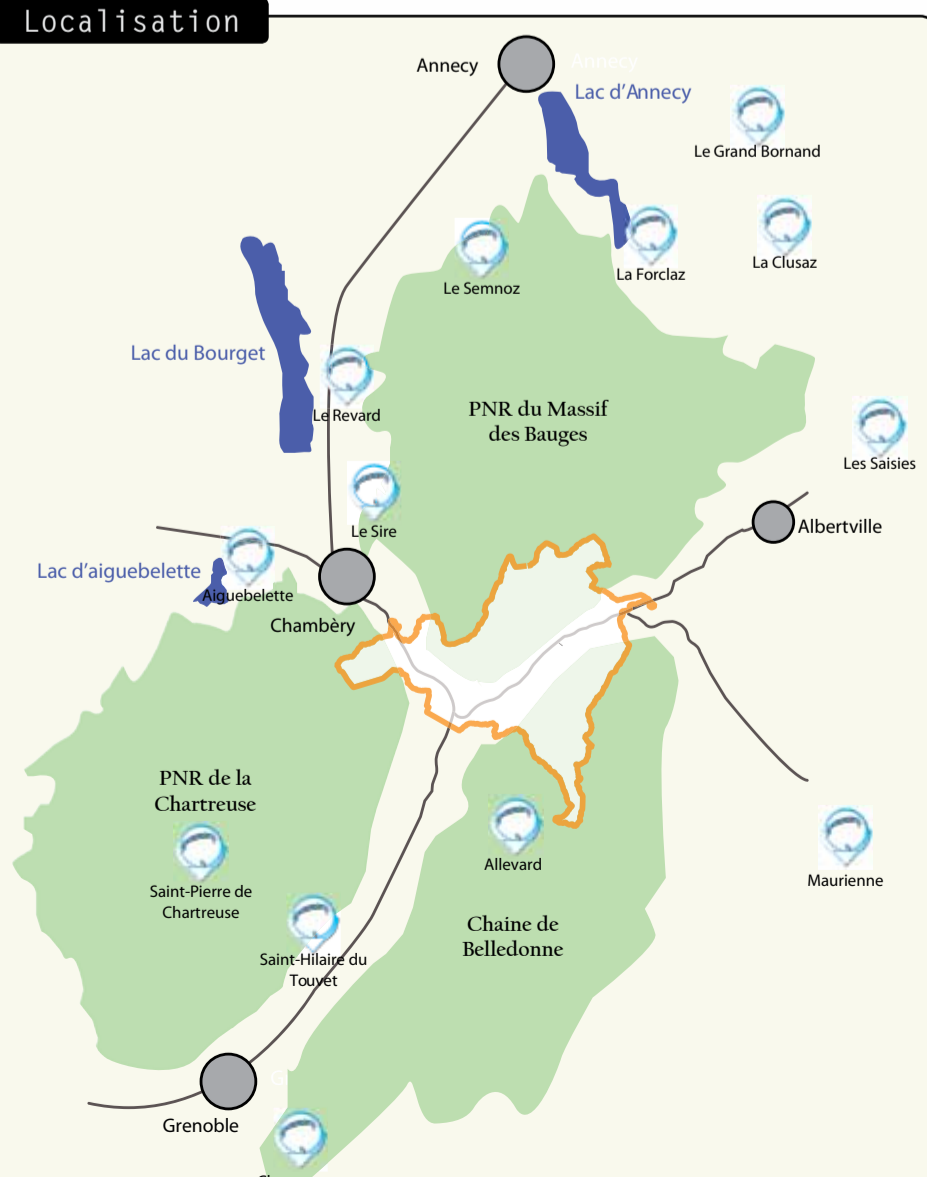 Localisation
Annecy
Annecy
Lac d'Annecy
Le Grand Bornand
La Clusaz
La Forclaz
Le Semnoz
Lac du Bourget
Le Revard
PNR du Massif
des Bauges
Les Saisies
Le Sire
Albertville
Lac d'aiguebelette
Aiguebelette
Chambèry
PNR de la
Chartreuse
Saint-Pierre de
Chartreuse
Allevard
Maurienne
Chaine de
Belledonne
Saint-Hilaire du
Touvet
Grenoble